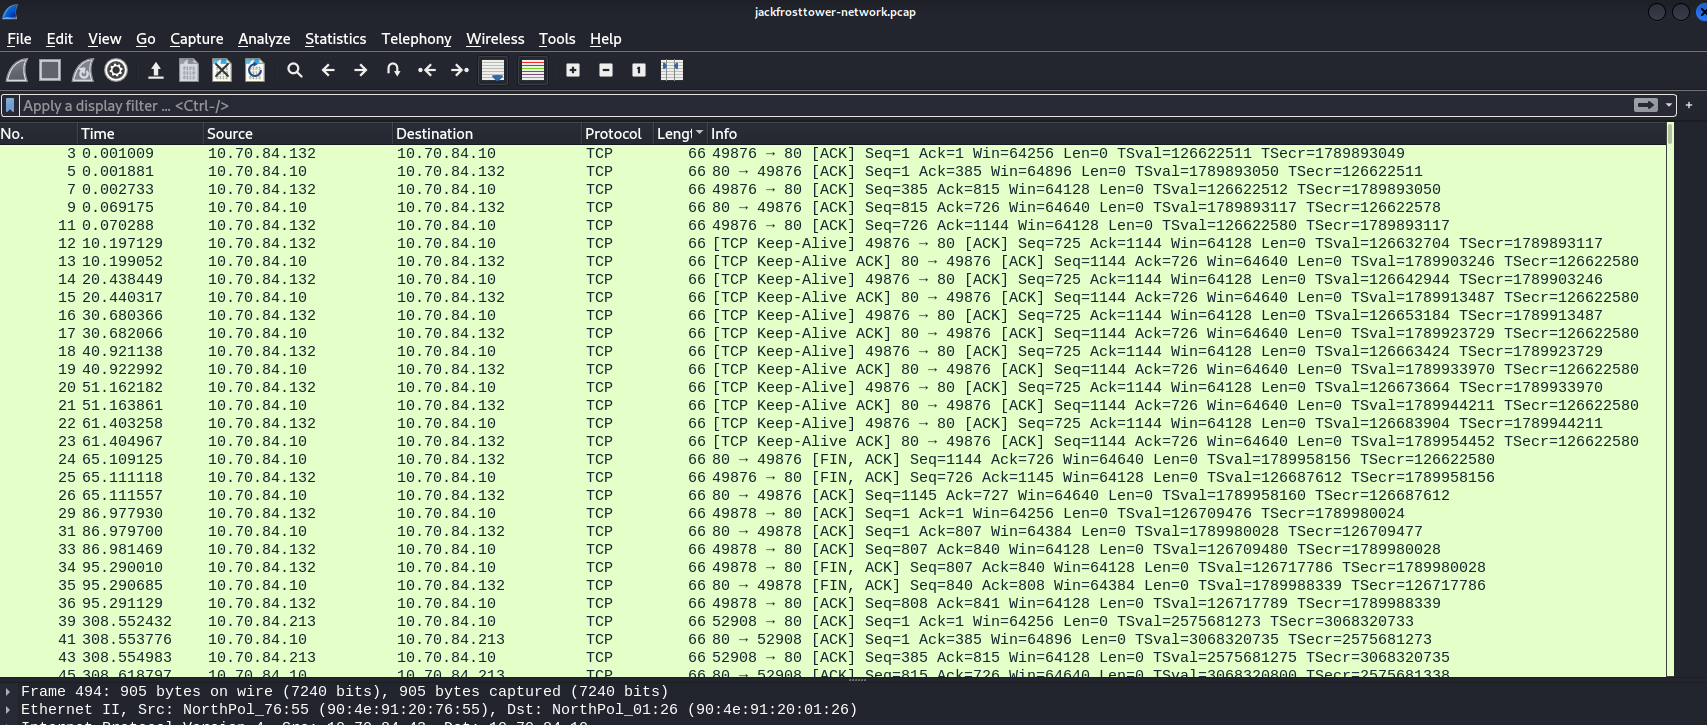 jackfrosttower-network.pcap
File Edit View Go Capture Analyze Statistics Telephony Wireless Tools Help
Apply a display filter ... <Ctrl-/>
No. Time Source Destination Protocol Lengt Info
3 0.001009 10.70.84.132 10.70.84.10 TCP 66 49876 → 80 [ACK] Seq=1 Ack=1 Win=64256 Len=0 TSval=126622511 TSecr=1789893049
5 0.001881 10.70.84.10 10.70.84.132 TCP 66 80 → 49876 [ACK] Seq=1 Ack=385 Win=64896 Len=0 TSval=1789893050 TSecr=126622511
7 0.002733 10.70.84.132 10.70.84.10 TCP 66 49876 → 80 [ACK] Seq=385 Ack=815 Win=64128 Len=0 TSval=126622512 TSecr=1789893050
9 0.069175 10.70.84.10 10.70.84.132 TCP 66 80 → 49876 [ACK] Seq=815 Ack=726 Win=64640 Len=0 TSval=1789893117 TSecr=126622578
11 0.070288 10.70.84.132 10.70.84.10 TCP 66 49876 → 80 [ACK] Seq=726 Ack=1144 Win=64128 Len=0 TSval=126622580 TSecr=1789893117
12 10.197129 10.70.84.132 10.70.84.10 TCP 66 [TCP Keep-Alive] 49876 → 80 [ACK] Seq=725 Ack=1144 Win=64128 Len=0 TSval=126632704 TSecr=1789893117
13 10.199052 10.70.84.10 10.70.84.132 TCP 66 [TCP Keep-Alive ACK] 80 → 49876 [ACK] Seq=1144 Ack=726 Win=64640 Len=0 TSval=1789903246 TSecr=126622580
14 20.438449 10.70.84.132 10.70.84.10 TCP 66 [TCP Keep-Alive] 49876 → 80 [ACK] Seq=725 Ack=1144 Win=64128 Len=0 TSval=126642944 TSecr=1789903246
15 20.440317 10.70.84.10 10.70.84.132 TCP 66 [TCP Keep-Alive ACK] 80 → 49876 [ACK] Seq=1144 Ack=726 Win=64640 Len=0 TSval=1789913487 TSecr=126622580
16 30.680366 10.70.84.132 10.70.84.10 TCP 66 [TCP Keep-Alive] 49876 → 80 [ACK] Seq=725 Ack=1144 Win=64128 Len=0 TSval=126653184 TSecr=1789913487
17 30.682066 10.70.84.10 10.70.84.132 TCP 66 [TCP Keep-Alive ACK] 80 → 49876 [ACK] Seq=1144 Ack=726 Win=64640 Len=0 TSval=1789923729 TSecr=126622580
18 40.921138 10.70.84.132 10.70.84.10 TCP 66 [TCP Keep-Alive] 49876 → 80 [ACK] Seq=725 Ack=1144 Win=64128 Len=0 TSval=126663424 TSecr=1789923729
19 40.922992 10.70.84.10 10.70.84.132 TCP 66 [TCP Keep-Alive ACK] 80 → 49876 [ACK] Seq=1144 Ack=726 Win=64640 Len=0 TSval=1789933970 TSecr=126622580
20 51.162182 10.70.84.132 10.70.84.10 TCP 66 [TCP Keep-Alive] 49876 → 80 [ACK] Seq=725 Ack=1144 Win=64128 Len=0 TSval=126673664 TSecr=1789933970
21 51.163861 10.70.84.10 10.70.84.132 TCP 66 [TCP Keep-Alive ACK] 80 → 49876 [ACK] Seq=1144 Ack=726 Win=64640 Len=0 TSval=1789944211 TSecr=126622580
22 61.403258 10.70.84.132 10.70.84.10 TCP 66 [TCP Keep-Alive] 49876 → 80 [ACK] Seq=725 Ack=1144 Win=64128 Len=0 TSval=126683904 TSecr=1789944211
23 61.404967 10.70.84.10 10.70.84.132 TCP 66 [TCP Keep-Alive ACK] 80 → 49876 [ACK] Seq=1144 Ack=726 Win=64640 Len=0 TSval=1789954452 TSecr=126622580
24 65.109125 10.70.84.10 10.70.84.132 TCP 66 80 → 49876 [FIN, ACK] Seq=1144 Ack=726 Win=64640 Len=0 TSval=1789958156 TSecr=126622580
25 65.111118 10.70.84.132 10.70.84.10 TCP 66 49876 → 80 [FIN, ACK] Seq=726 Ack=1145 Win=64128 Len=0 TSval=126687612 TSecr=1789958156
26 65.111557 10.70.84.10 10.70.84.132 TCP 66 80 → 49876 [ACK] Seq=1145 Ack=727 Win=64640 Len=0 TSval=1789958160 TSecr=126687612
29 86.977930 10.70.84.132 10.70.84.10 TCP 66 49878 → 80 [ACK] Seq=1 Ack=1 Win=64256 Len=0 TSval=126709476 TSecr=1789980024
31 86.979700 10.70.84.10 10.70.84.132 TCP 66 80 → 49878 [ACK] Seq=1 Ack=807 Win=64384 Len=0 TSval=1789980028 TSecr=126709477
33 86.981469 10.70.84.132 10.70.84.10 TCP 66 49878 → 80 [ACK] Seq=807 Ack=840 Win=64128 Len=0 TSval=126709480 TSecr=1789980028
34 95.290010 10.70.84.132 10.70.84.10 TCP 66 49878 → 80 [FIN, ACK] Seq=807 Ack=840 Win=64128 Len=0 TSval=126717786 TSecr=1789980028
35 95.290685 10.70.84.10 10.70.84.132 TCP 66 80 → 49878 [FIN, ACK] Seq=840 Ack=808 Win=64384 Len=0 TSval=1789988339 TSecr=126717786
36 95.291129 10.70.84.132 10.70.84.10 TCP 66 49878 → 80 [ACK] Seq=808 Ack=841 Win=64128 Len=0 TSval=126717789 TSecr=1789988339
39 308.552432 10.70.84.213 10.70.84.10 TCP 66 52908 → 80 [ACK] Seq=1 Ack=1 Win=64256 Len=0 TSval=2575681273 TSecr=3068320733
41 308.553776 10.70.84.10 10.70.84.213 TCP 66 80 → 52908 [ACK] Seq=1 Ack=385 Win=64896 Len=0 TSval=3068320735 TSecr=2575681273
43 308.554983 10.70.84.213 10.70.84.10 TCP 66 52908 → 80 [ACK] Seq=385 Ack=815 Win=64128 Len=0 TSval=2575681275 TSecr=3068320735
45 308.618797 10.70.84.10 10.70.84.213 TCP 66 80 → 52908 [ACK] Seq=815 Ack=726 Win=64640 Len=0 TSval=3068320800 TSecr=2575681338
Frame 494: 905 bytes on wire (7240 bits), 905 bytes captured (7240 bits)
Ethernet II, Src: NorthPol_76:55 (90:4e:91:20:76:55), Dst: NorthPol_01:26 (90:4e:91:20:01:26)
Internet Protocol Version 4, Src: 10.70.84.43, Dst: 10.70.84.10